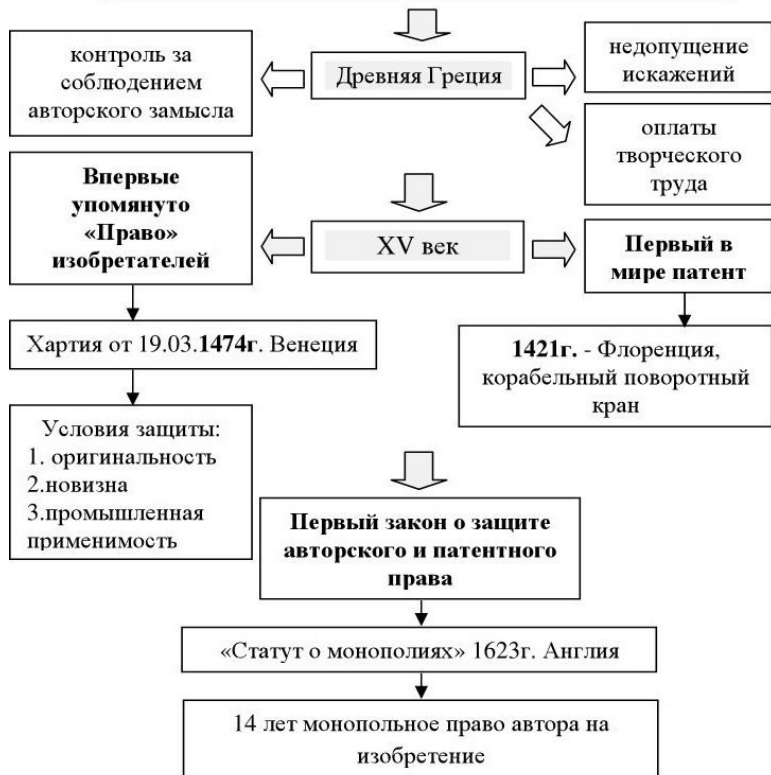 контроль за
соблюдением
авторского замысла
Древняя Греция
недопущение
искажений
оплаты
творческого
труда
Впервые
упомянуто
«Право»
изобретателей
XV век
Первый в
мире патент
Хартия от 19.03.1474г. Венеция
1421г. - Флоренция,
корабельный поворотный
кран
Условия защиты:
1. оригинальность
2.новизна
3.промышленная
применимость
Первый закон о защите
авторского и патентного
права
«Статут о монополиях» 1623г. Англия
14 лет монопольное право автора на
изобретение